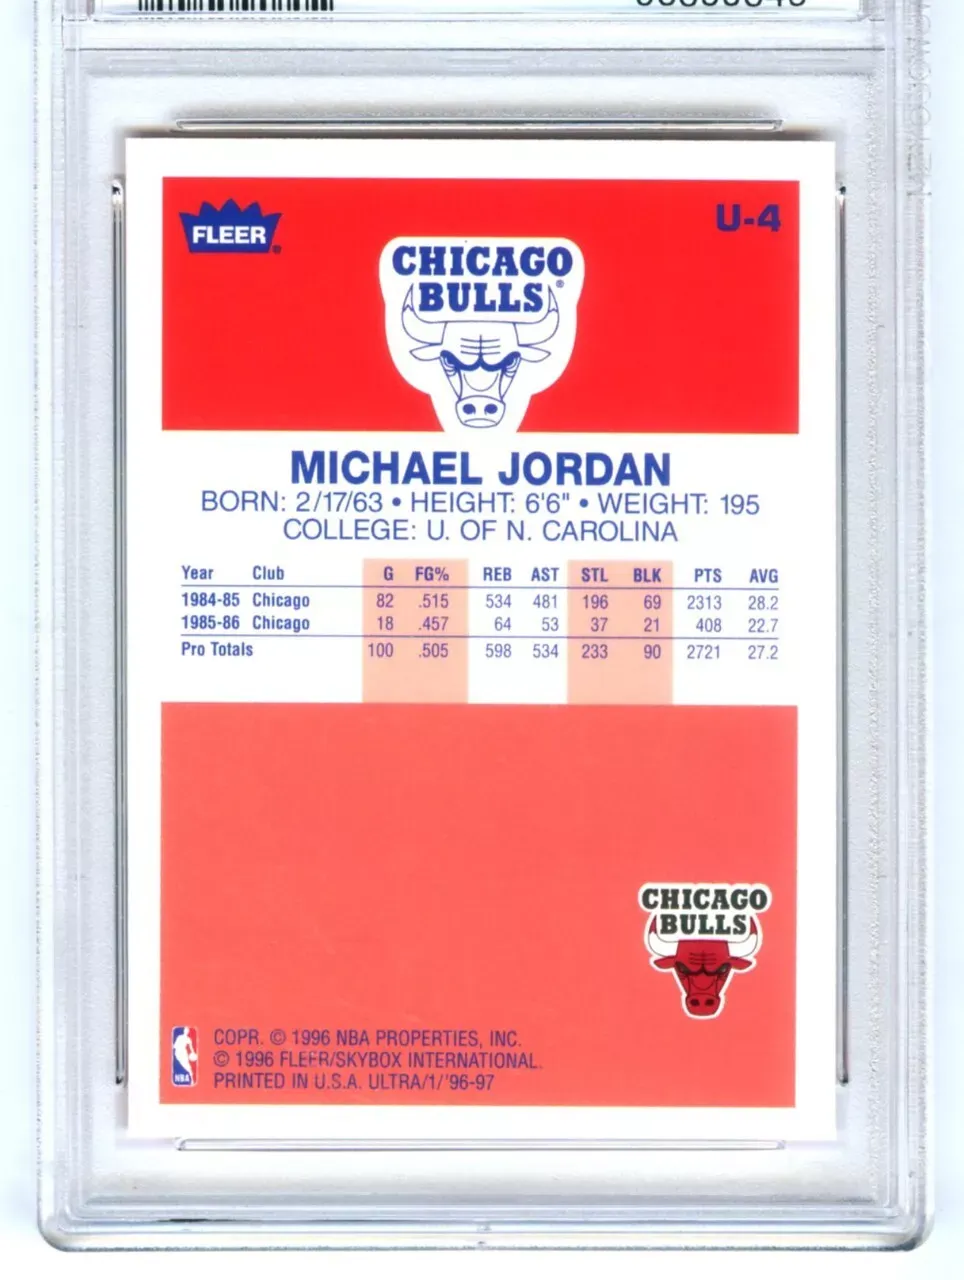 FLEER®
U-4
CHICAGO
BULLS®
MICHAEL JORDAN
BORN: 2/17/63 • HEIGHT: 6'6" • WEIGHT: 195
COLLEGE: U. OF N. CAROLINA
Year Club G FG% REB AST STL BLK PTS AVG
1984-85 Chicago 82 .515 534 481 196 69 2313 28.2
1985-86 Chicago 18 .457 64 53 37 21 408 22.7
Pro Totals 100 .505 598 534 233 90 2721 27.2
CHICAGO
BULLS
NBA
COPR. © 1996 NBA PROPERTIES, INC.
© 1996 FLEER/SKYBOX INTERNATIONAL.
PRINTED IN U.S.A. ULTRA/1/'96-97